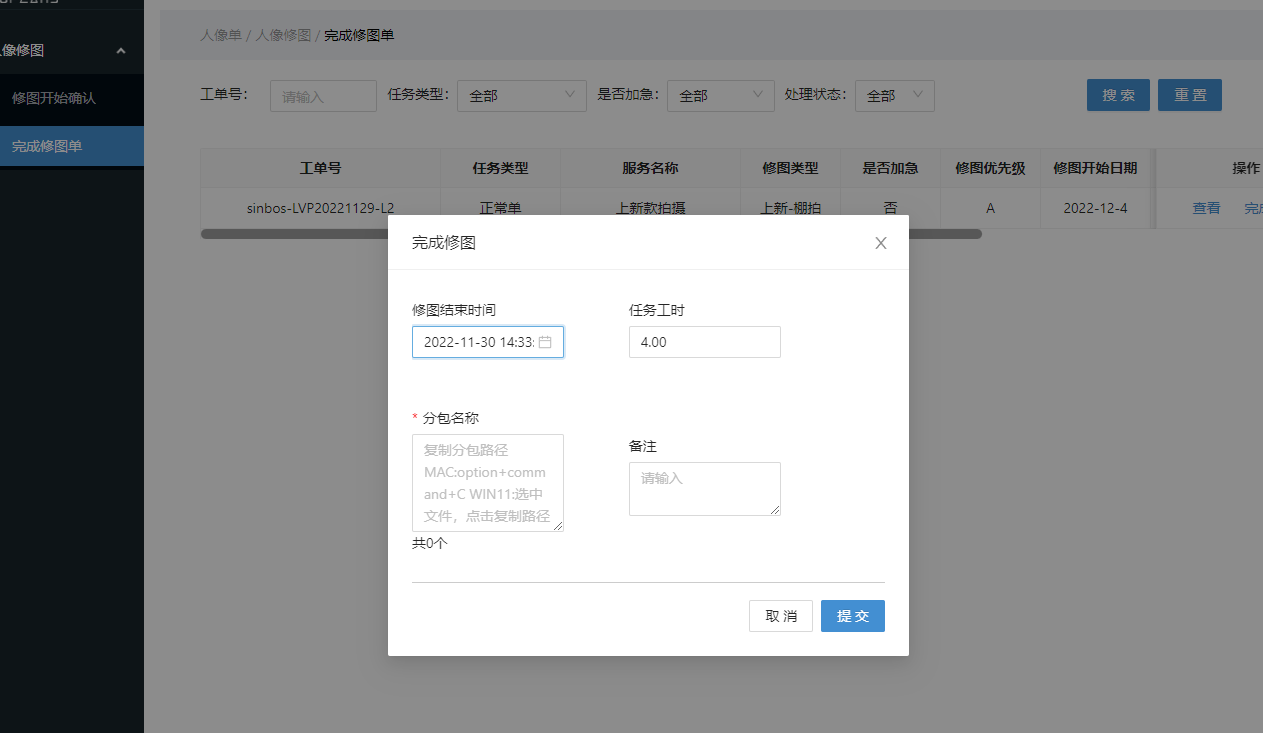 像修图
修图开始确认
完成修图单
人像单 / 人像修图 / 完成修图单
工单号：
请输入
任务类型：
全部
是否加急：
全部
处理状态：
全部
搜 索
重 置
工单号 任务类型 服务名称 修图类型 是否加急 修图优先级 修图开始日期 操作
sinbos-LVP20221129-L2 正常单 上新款拍摄 上新-棚拍 否 A 2022-12-4 查看 完成
完成修图
修图结束时间
2022-11-30 14:33:
任务工时
4.00
* 分包名称
复制分包路径
MAC:option+comm
and+C WIN11:选中
文件，点击复制路径
共0个
备注
请输入
取 消
提 交